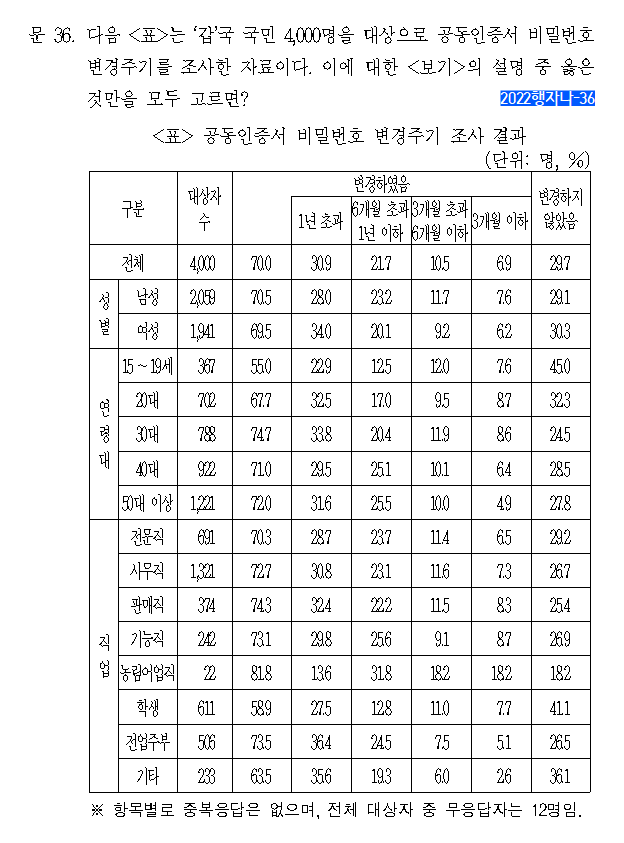 문 36. 다음 <표>는 ‘갑’국 국민 4,000명을 대상으로 공동인증서 비밀번호
변경주기를 조사한 자료이다. 이에 대한 <보기>의 설명 중 옳은
것만을 모두 고르면?
2022행자나-36
<표> 공동인증서 비밀번호 변경주기 조사 결과
(단위: 명, %)
구분 대상자 수 변경하였음 변경하지 않았음
1년 초과 6개월 초과 1년 이하 3개월 초과 6개월 이하 3개월 이하
전체 4,000 70.0 30.9 21.7 10.5 6.9 29.7
성별
남성 2,059 70.5 28.0 23.2 11.7 7.6 29.1
여성 1,941 69.5 34.0 20.1 9.2 6.2 30.3
연령대
15 ~ 19세 367 55.0 22.9 12.5 12.0 7.6 45.0
20대 702 67.7 32.5 17.0 9.5 8.7 32.3
30대 788 74.7 33.8 20.4 11.9 8.6 24.5
40대 922 71.0 29.5 25.1 10.1 6.4 28.5
50대 이상 1,221 72.0 31.6 25.5 10.0 4.9 27.8
직업
전문직 691 70.3 28.7 23.7 11.4 6.5 29.2
사무직 1,321 72.7 30.8 23.1 11.6 7.3 26.7
판매직 374 74.3 32.4 22.2 11.5 8.3 25.4
기능직 242 73.1 29.8 25.6 9.1 8.7 26.9
농림어업직 22 81.8 13.6 31.8 18.2 18.2 18.2
학생 611 58.9 27.5 12.8 11.0 7.7 41.1
전업주부 506 73.5 36.4 24.5 7.5 5.1 26.5
기타 233 63.5 35.6 19.3 6.0 2.6 36.1
※ 항목별로 중복응답은 없으며, 전체 대상자 중 무응답자는 12명임.